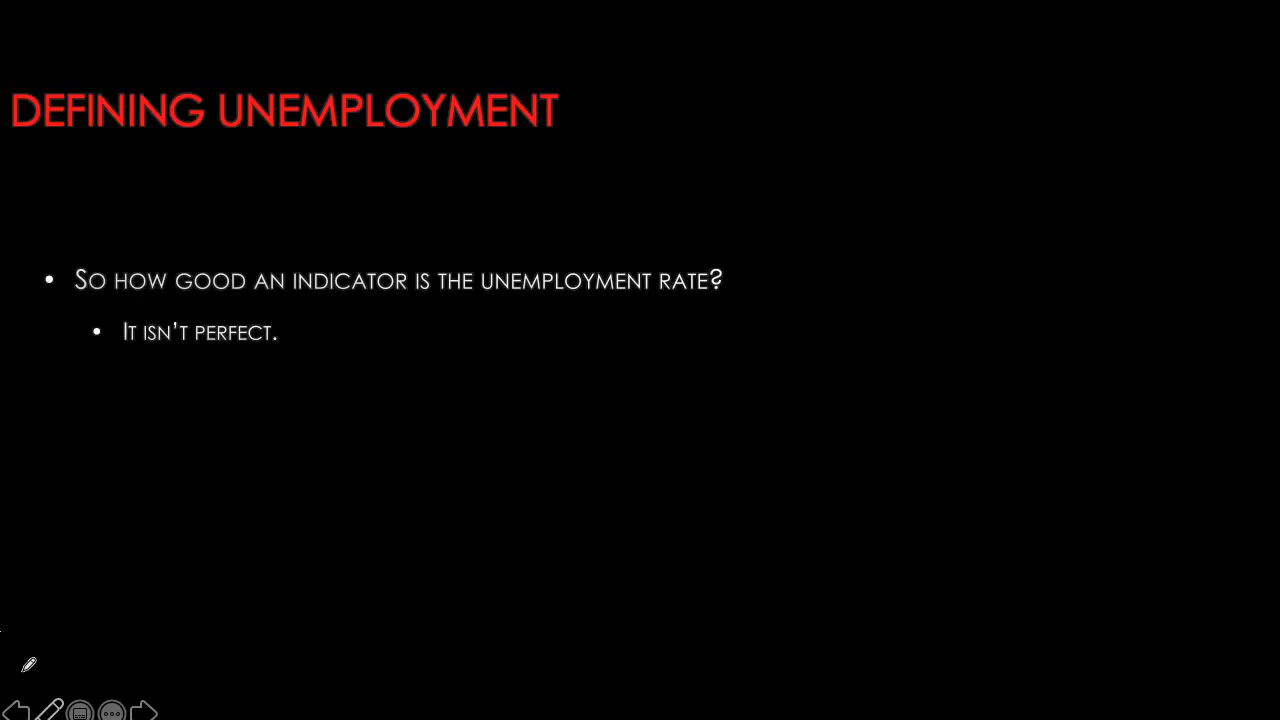 DEFINING UNEMPLOYMENT
• SO HOW GOOD AN INDICATOR IS THE UNEMPLOYMENT RATE?
• IT ISN'T PERFECT.